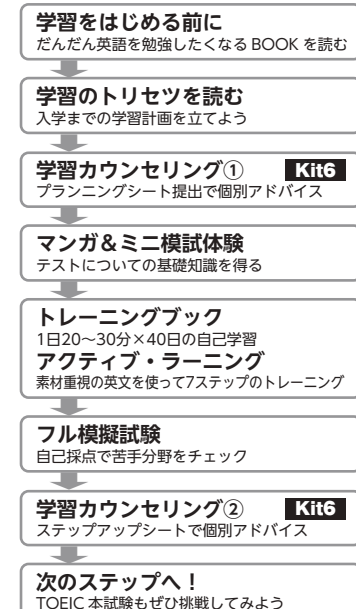 学習をはじめる前に
だんだん英語を勉強したくなる BOOK を読む
学習のトリセツを読む
入学までの学習計画を立てよう
学習カウンセリング① Kit6
プランニングシート提出で個別アドバイス
マンガ&ミニ模試体験
テストについての基礎知識を得る
トレーニングブック
1日20〜30分×40日の自己学習
アクティブ・ラーニング
素材重視の英文を使って7ステップのトレーニング
フル模擬試験
自己採点で苦手分野をチェック
学習カウンセリング② Kit6
ステップアップシートで個別アドバイス
次のステップへ!
TOEIC 本試験もぜひ挑戦してみよう